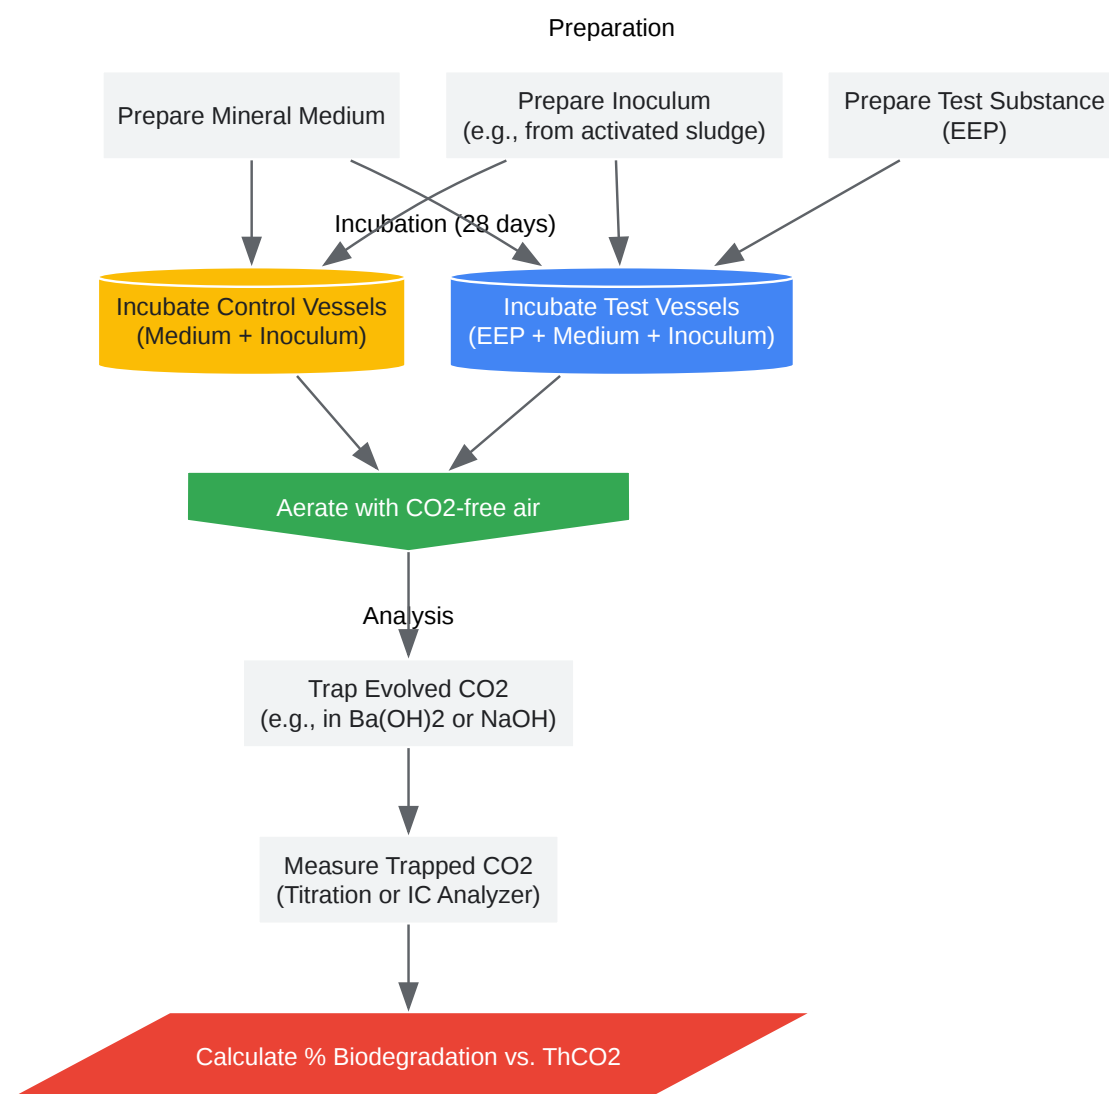 Preparation
Prepare Mineral Medium
Prepare Inoculum
(e.g., from activated sludge)
Prepare Test Substance
(EEP)
Incubation (28 days)
Incubate Control Vessels
(Medium + Inoculum)
Incubate Test Vessels
(EEP + Medium + Inoculum)
Aerate with CO2-free air
Analysis
Trap Evolved CO2
(e.g., in Ba(OH)2 or NaOH)
Measure Trapped CO2
(Titration or IC Analyzer)
Calculate % Biodegradation vs. ThCO2